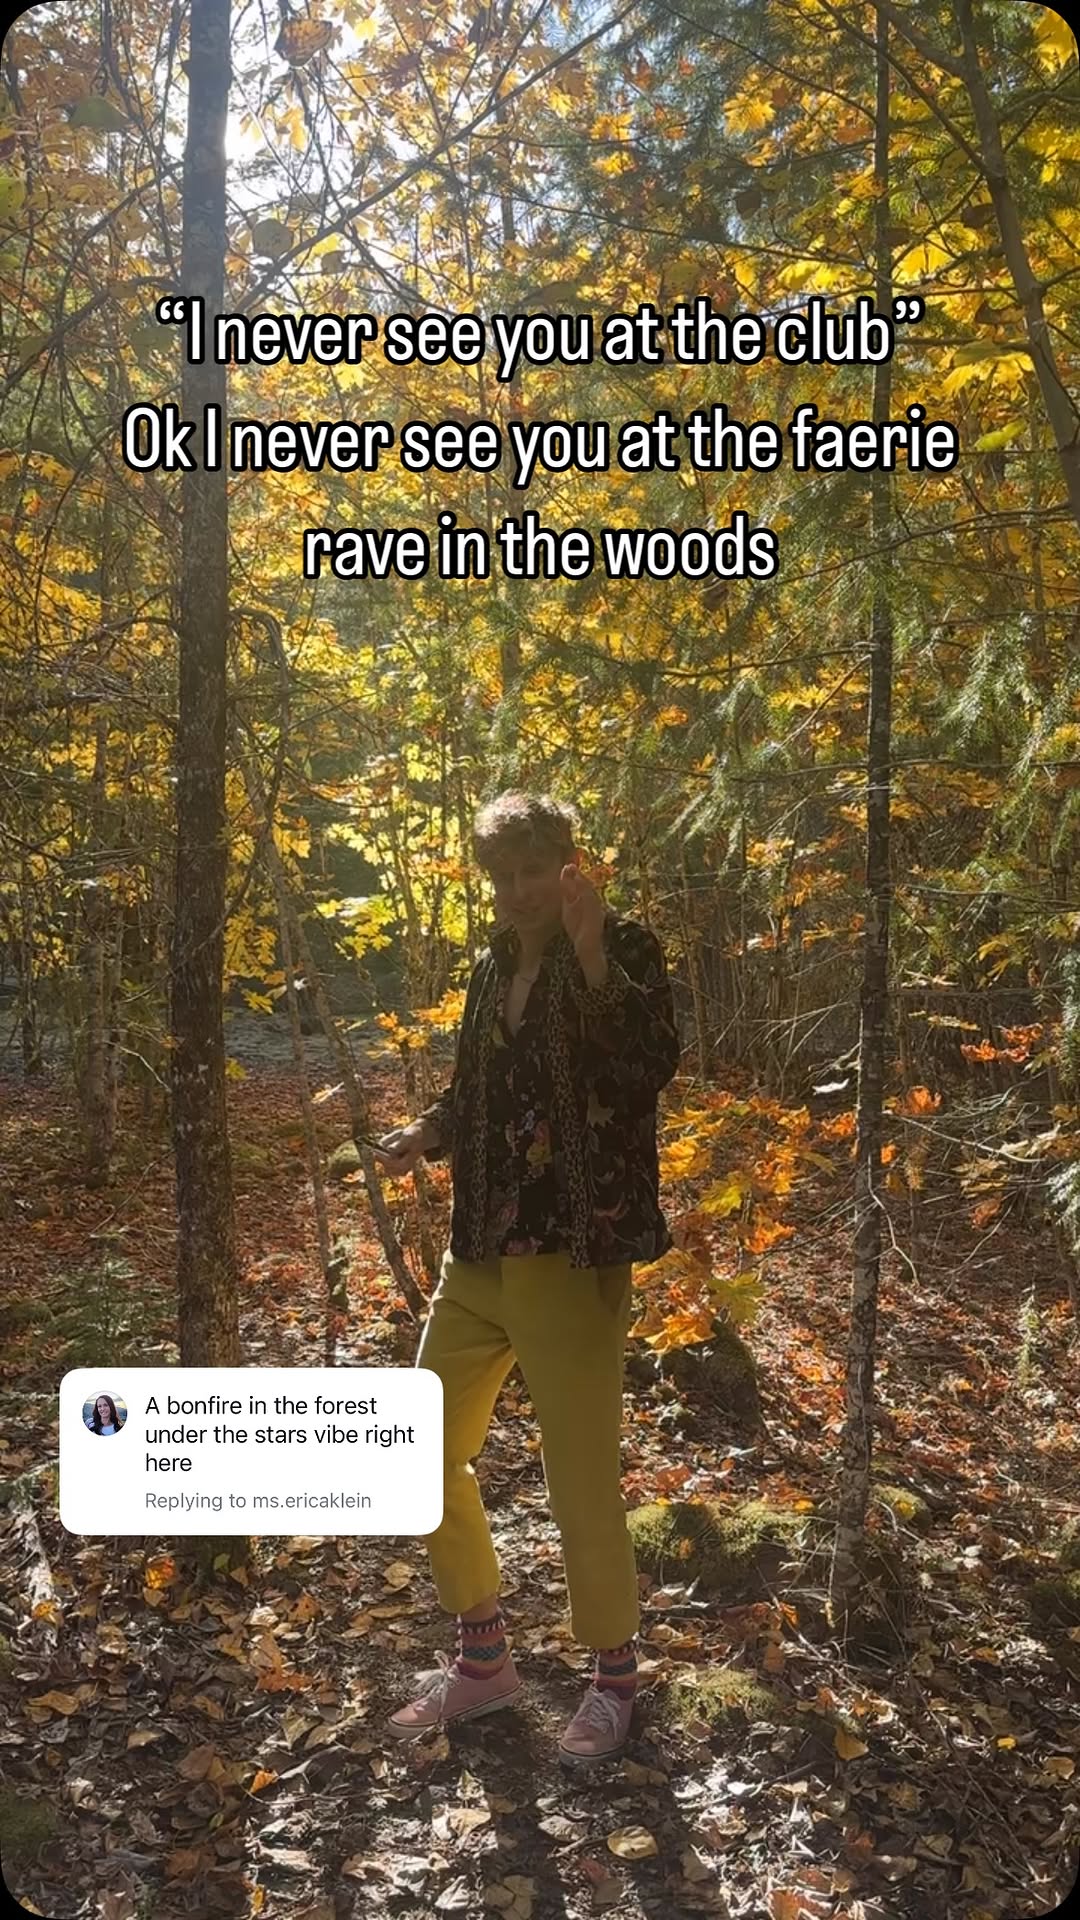 “I never see you at the club”
Ok I never see you at the faerie
rave in the woods
A bonfire in the forest
under the stars vibe right
here
Replying to ms.ericaklein